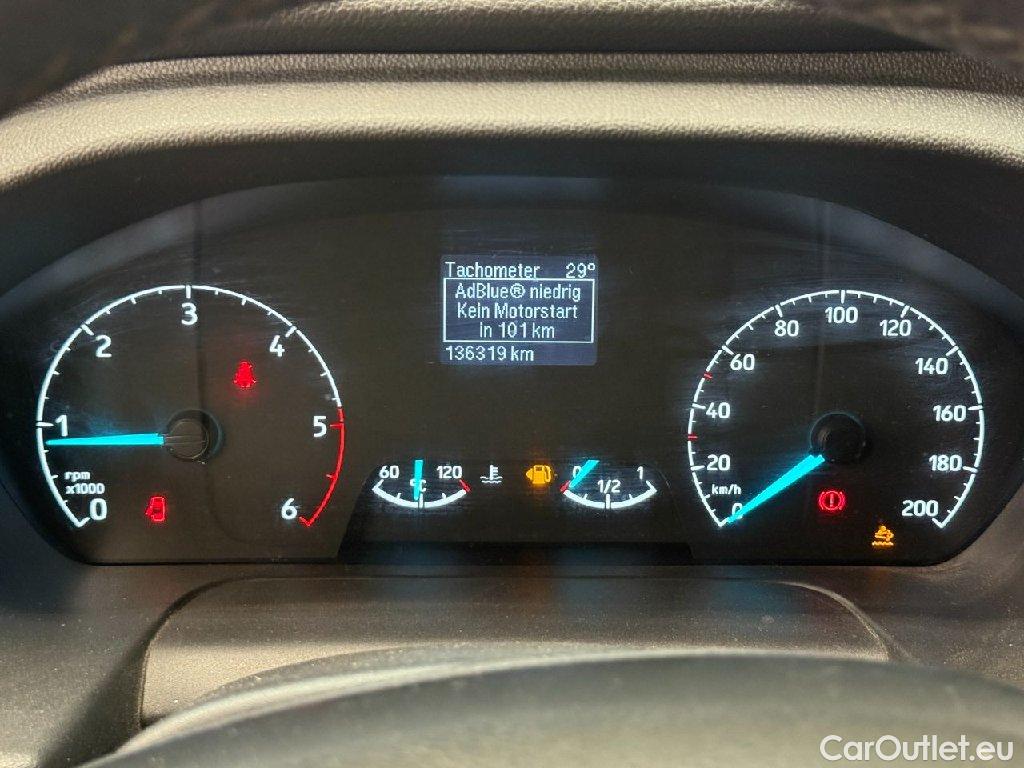 Tachometer 29°
AdBlue® niedrig
Kein Motorstart
In 101 km
136319 km
0
1
2
3
4
5
6
rpm
x1000
60 °C 120
0 1/2 1
0
20
40
60
80
100
120
140
160
180
200
km/h
CarOutlet.eu